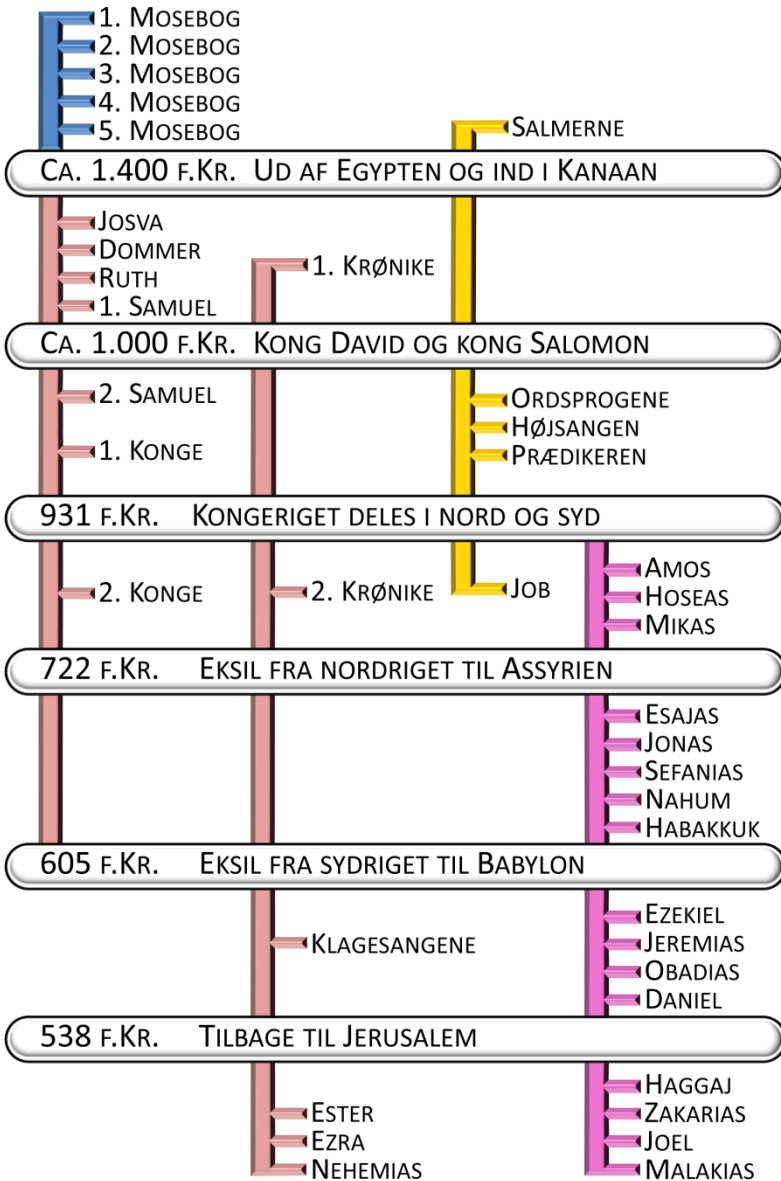 1. Mosebog
2. Mosebog
3. Mosebog
4. Mosebog
5. Mosebog
Salmerne
Ca. 1.400 f.Kr. Ud af Egypten og ind i Kanaan
Josva
Dommer
Ruth
1. Samuel
1. Krønike
Ca. 1.000 f.Kr. Kong David og kong Salomon
2. Samuel
1. Konge
Ordsprogene
Højsangen
Prædikeren
931 f.Kr. Kongeriget deles i nord og syd
2. Konge
2. Krønike
Job
Amos
Hoseas
Mikas
722 f.Kr. Eksil fra nordriget til Assyrien
Esajas
Jonas
Sefanias
Nahum
Habakkuk
605 f.Kr. Eksil fra sydriget til Babylon
Klagesangene
Ezekiel
Jeremias
Obadias
Daniel
538 f.Kr. Tilbage til Jerusalem
Ester
Ezra
Nehemias
Haggaj
Zakarias
Joel
Malakias